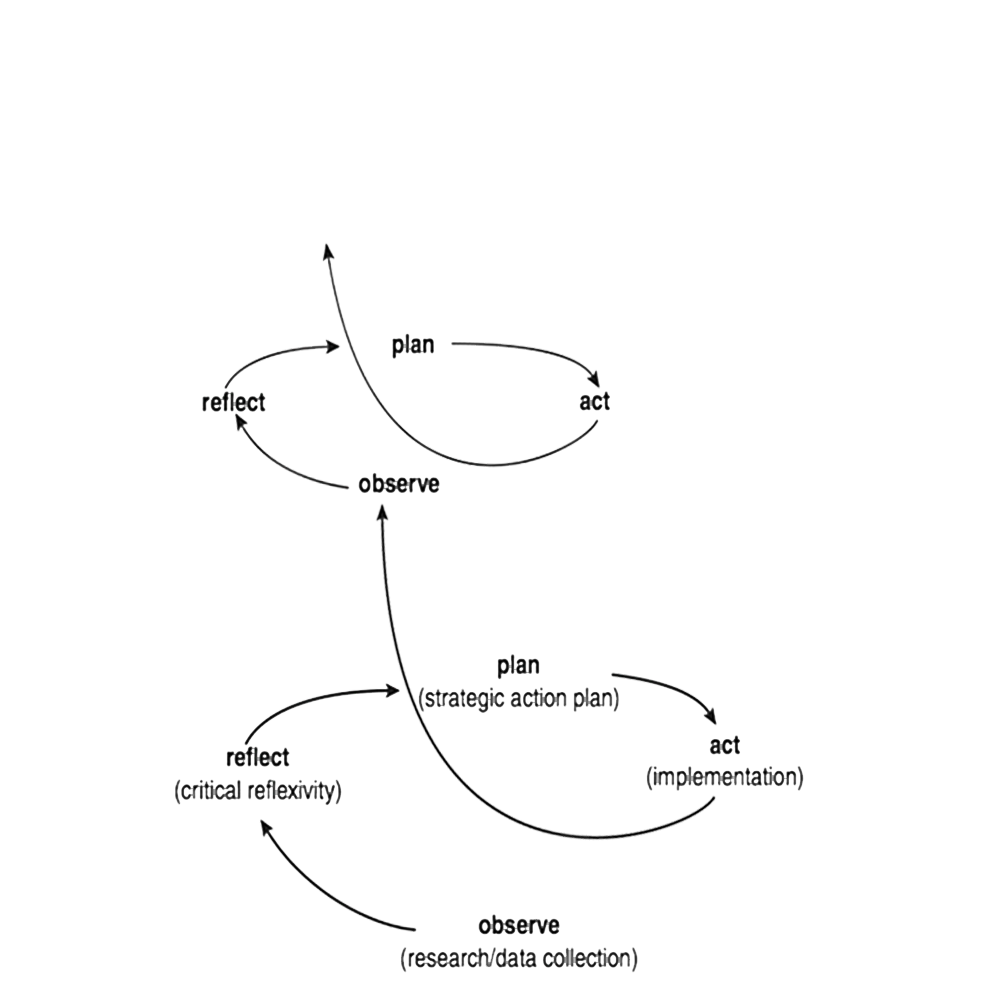 plan
reflect
act
observe
plan
(strategic action plan)
reflect
(critical reflexivity)
act
(implementation)
observe
(research/data collection)